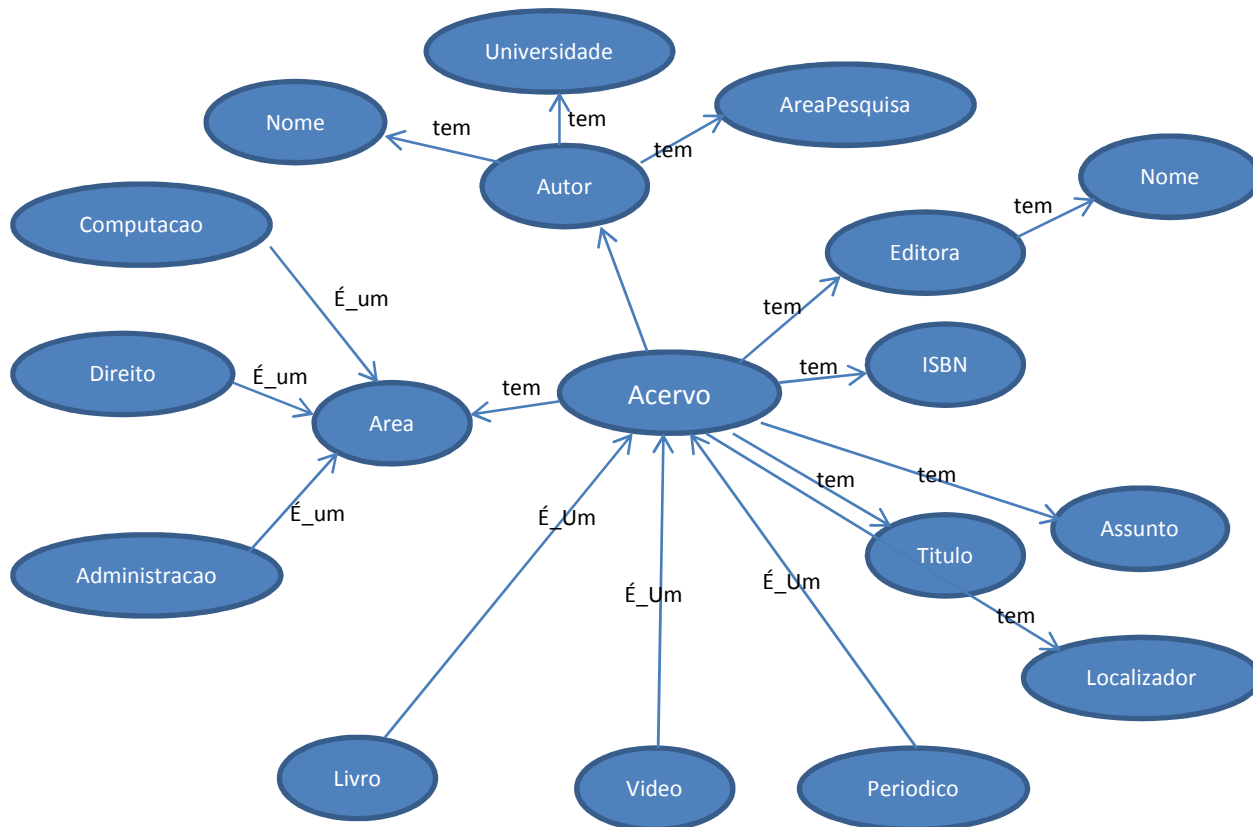 Universidade
AreaPesquisa
Nome
tem
tem
tem
Autor
Nome
Computacao
tem
Editora
É_um
tem
Direito
É_um
tem
ISBN
tem
Acervo
Area
tem
tem
É_um
É_Um
Assunto
Titulo
Administracao
É_Um
É_Um
tem
Localizador
Livro
Video
Periodico